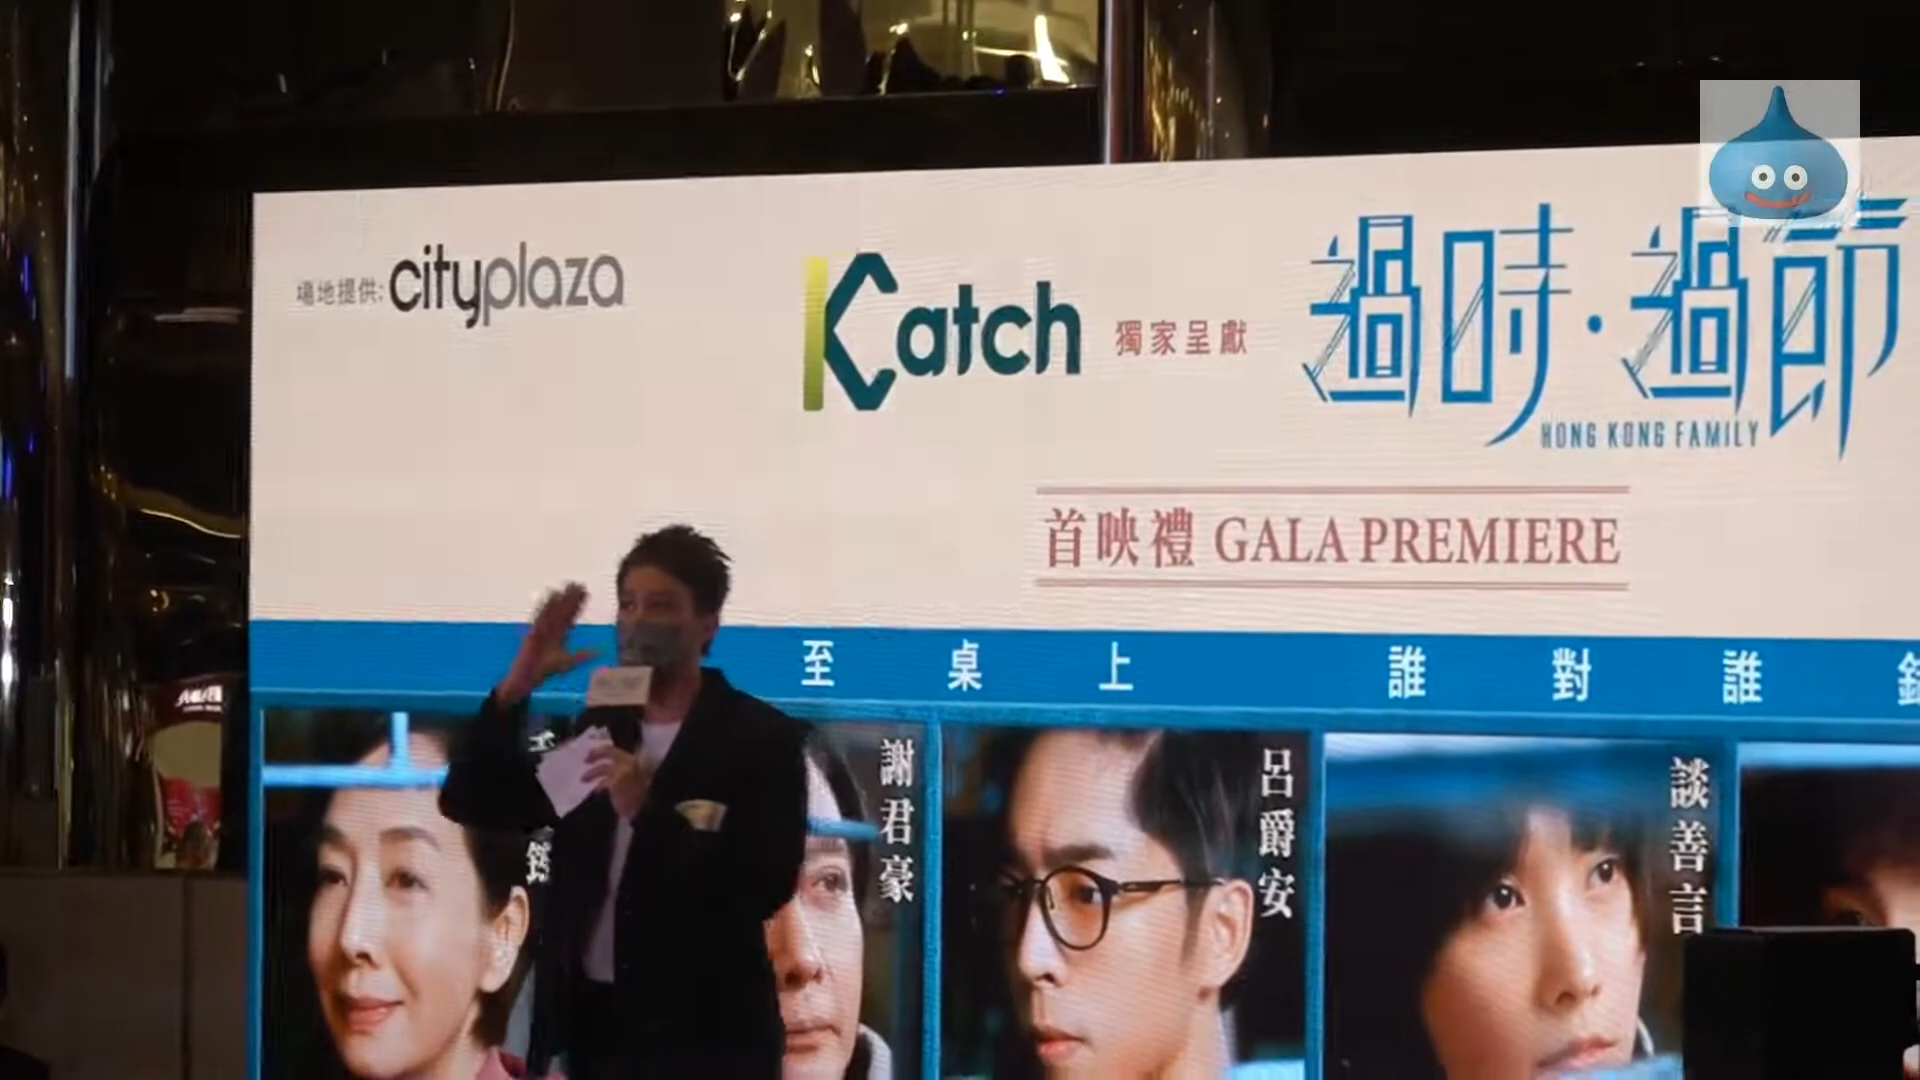 場地提供: cityplaza
Katch 獨家呈獻
過時·過節
HONG KONG FAMILY
首映禮 GALA PREMIERE
至桌上 誰對誰錯
謝君豪
呂爵安
談善言